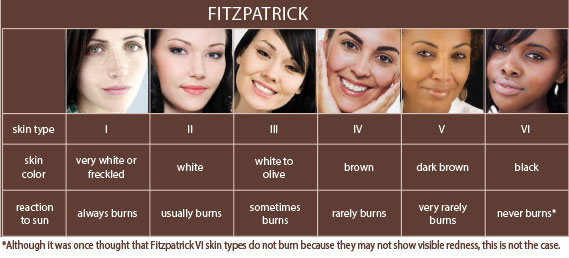 FITZPATRICK
skin type I II III IV V VI
skin color very white or freckled white white to olive brown dark brown black
reaction to sun always burns usually burns sometimes burns rarely burns very rarely burns never burns*
*Although it was once thought that Fitzpatrick VI skin types do not burn because they may not show visible redness, this is not the case.